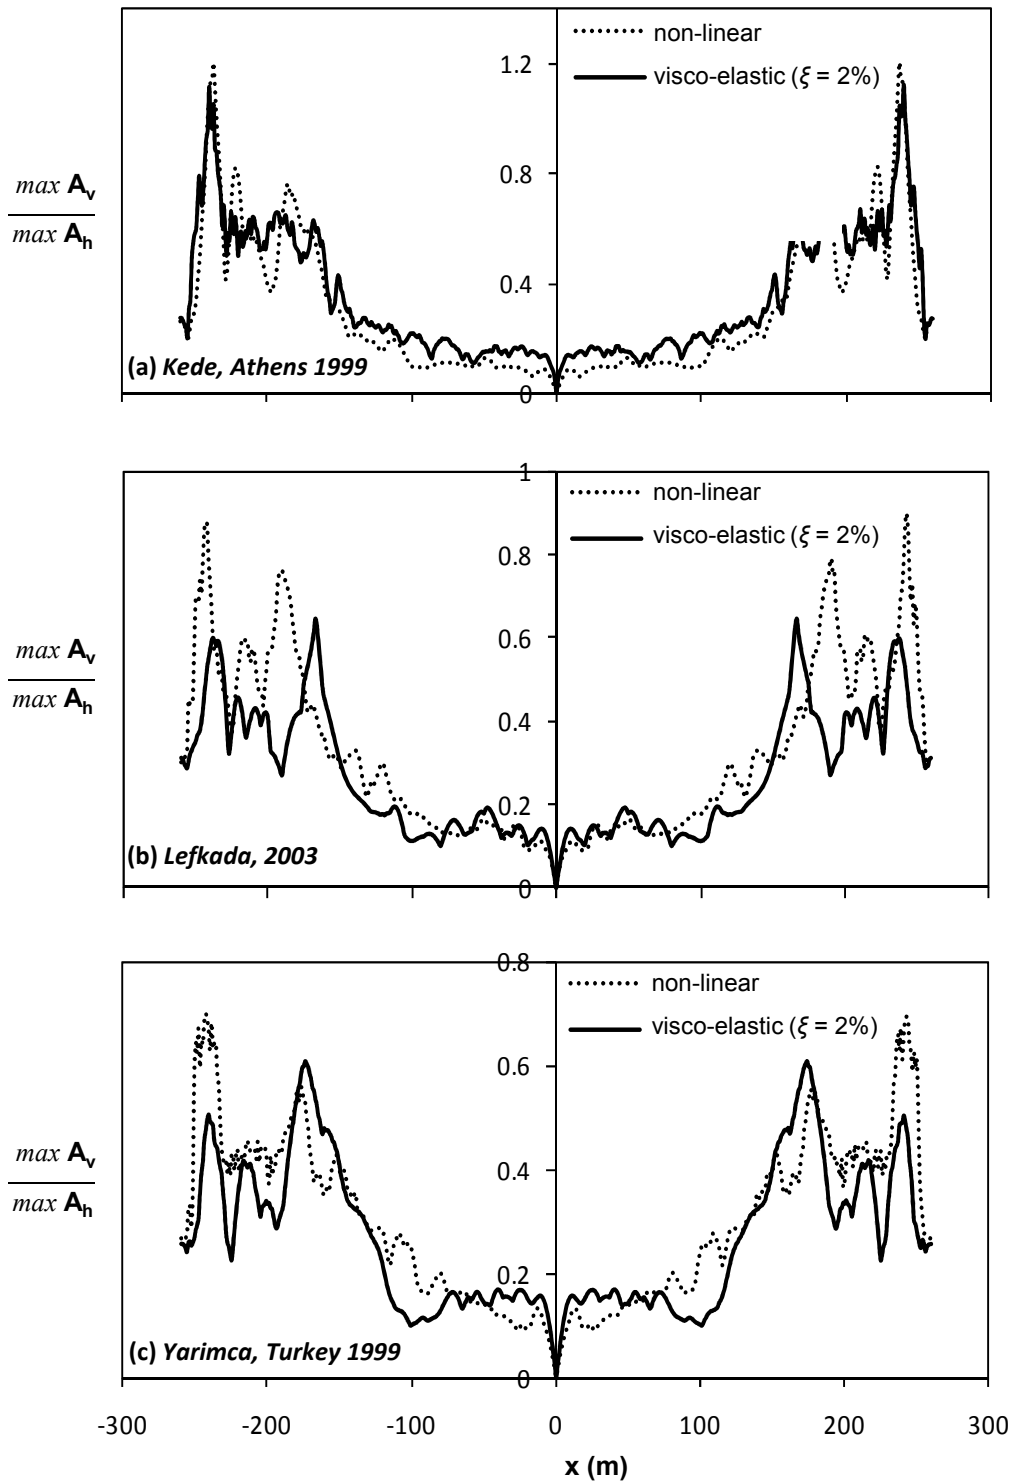 non-linear
visco-elastic (ξ = 2%)
1.2
0.8
0.4
0
max Av
max Ah
(a) Kede, Athens 1999
non-linear
visco-elastic (ξ = 2%)
1
0.8
0.6
0.4
0.2
0
max Av
max Ah
(b) Lefkada, 2003
non-linear
visco-elastic (ξ = 2%)
0.8
0.6
0.4
0.2
0
max Av
max Ah
(c) Yarimca, Turkey 1999
-300 -200 -100 0 100 200 300
x (m)